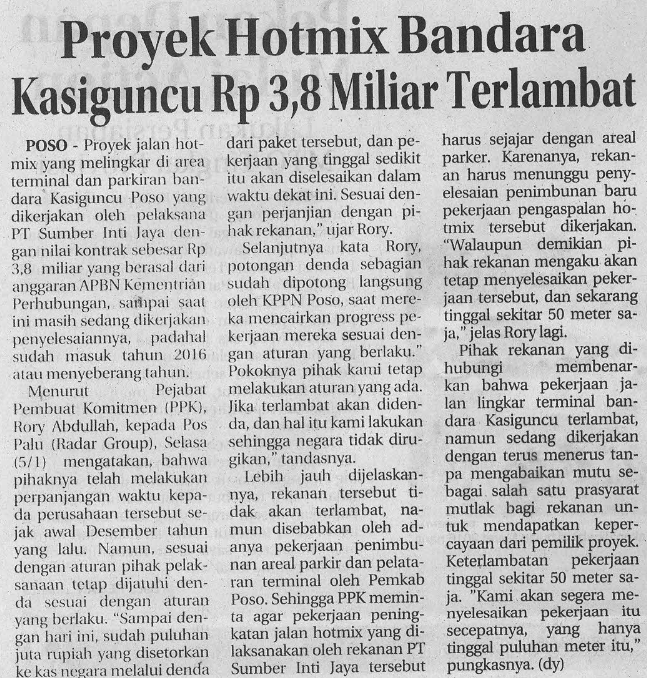 Proyek Hotmix Bandara
Kasiguncu Rp 3,8 Miliar Terlambat
POSO - Proyek jalan hot-
mix yang melingkar di area
terminal dan parkiran ban-
dara Kasiguncu Poso yang
dikerjakan oleh pelaksana
PT Sumber Inti Jaya den-
gan nilai kontrak sebesar Rp
3,8 miliar yang berasal dari
anggaran APBN Kementrian
Perhubungan, sampai saat
ini masih sedang dikerjakan
penyelesaiannya, padahal
sudah masuk tahun 2016
atau menyeberang tahun.
Menurut Pejabat
Pembuat Komitmen (PPK),
Rory Abdullah, kepada Pos
Palu (Radar Group), Selasa
(5/1) mengatakan, bahwa
pihaknya telah melakukan
perpanjangan waktu kepa-
da perusahaan tersebut se-
jak awal Desember tahun
yang lalu. Namun, sesuai
dengan aturan pihak pelak-
sanaan tetap dijatuhi den-
da sesuai dengan aturan
yang berlaku. "Sampai den-
gan hari ini, sudah puluhan
juta rupiah yang disetorkan
ke kas negara melalui denda
dari paket tersebut, dan pe-
kerjaan yang tinggal sedikit
itu akan diselesaikan dalam
waktu dekat ini. Sesuai den-
gan perjanjian dengan pi-
hak rekanan," ujar Rory.
Selanjutnya kata Rory,
potongan denda sebagian
sudah dipotong langsung
oleh KPPN Poso, saat mere-
ka mencairkan progress pe-
kerjaan mereka sesuai den-
gan aturan yang berlaku."
Pokoknya pihak kami tetap
melakukan aturan yang ada.
Jika terlambat akan diden-
da, dan hal itu kami lakukan
sehingga negara tidak diru-
gikan," tandasnya.
Lebih jauh dijelaskan-
nya, rekanan tersebut ti-
dak akan terlambat, na-
mun disebabkan oleh ad-
anya pekerjaan penimbu-
nan areal parkir dan pelata-
ran terminal oleh Pemkab
Poso. Sehingga PPK memin-
ta agar pekerjaan pening-
katan jalan hotmix yang di-
laksanakan oleh rekanan PT
Sumber Inti Jaya tersebut
harus sejajar dengan areal
parker. Karenanya, rekan-
an harus menunggu peny-
elesaian penimbunan baru
pekerjaan pengaspalan ho-
tmix tersebut dikerjakan.
"Walaupun demikian pi-
hak rekanan mengaku akan
tetap menyelesaikan peker-
jaan tersebut, dan sekarang
tinggal sekitar 50 meter sa-
ja," jelas Rory lagi.
Pihak rekanan yang di-
hubungi membenar-
kan bahwa pekerjaan ja-
lan lingkar terminal ban-
dara Kasiguncu terlambat,
namun sedang dikerjakan
dengan terus menerus tan-
pa mengabaikan mutu se-
bagai salah satu prasyarat
mutlak bagi rekanan un-
tuk mendapatkan keper-
cayaan dari pemilik proyek.
Keterlambatan pekerjaan
tinggal sekitar 50 meter sa-
ja. "Kami akan segera me-
nyelesaikan pekerjaan itu
secepatnya, yang hanya
tinggal puluhan meter itu,"
pungkasnya. (dy)